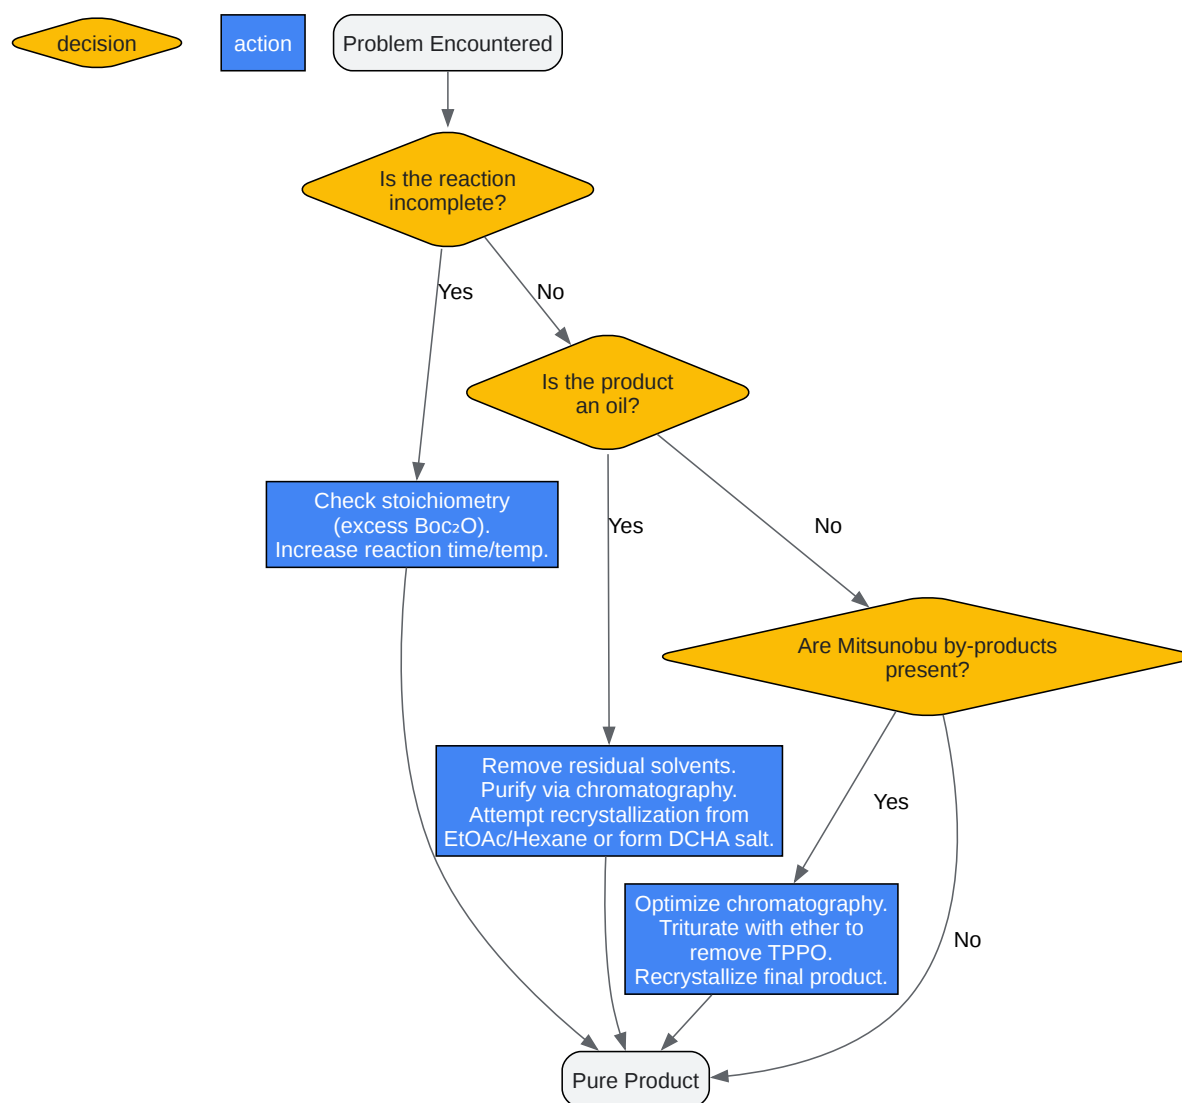 decision
action
Problem Encountered
Is the reaction
incomplete?
Yes
No
Is the product
an oil?
Check stoichiometry
(excess Boc₂O).
Increase reaction time/temp.
Yes
No
Are Mitsunobu by-products
present?
Remove residual solvents.
Purify via chromatography.
Attempt recrystallization from
EtOAc/Hexane or form DCHA salt.
Yes
Optimize chromatography.
Triturate with ether to
remove TPPO.
Recrystallize final product.
No
Pure Product